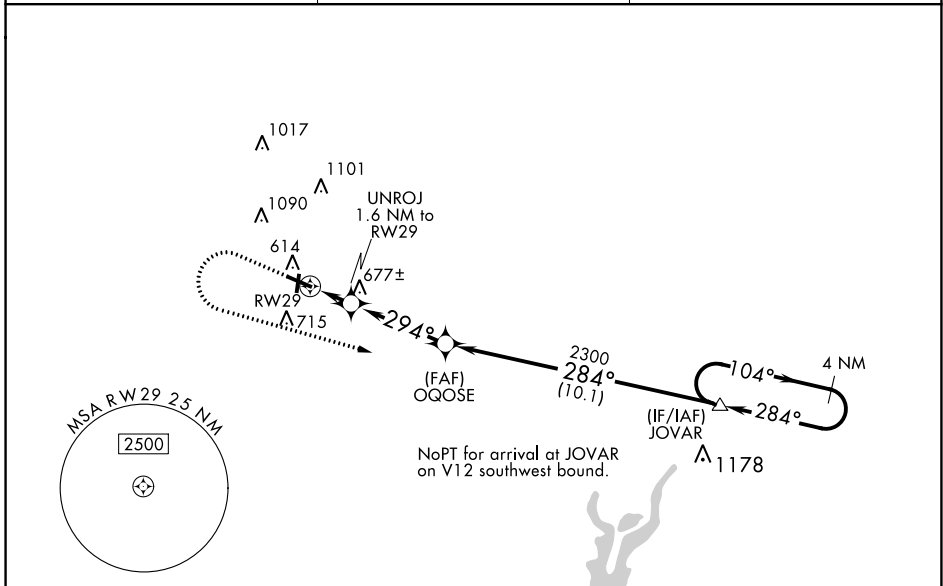 1017
1101
1090
UNROJ
1.6 NM to
RW29
614
677±
RW29
715
294°
(FAF)
OQOSE
2300
284°
(10.1)
104°
4 NM
284°
(IF/IAF)
JOVAR
1178
NoPT for arrival at JOVAR
on V12 southwest bound.
MSA RW29 25 NM
2500